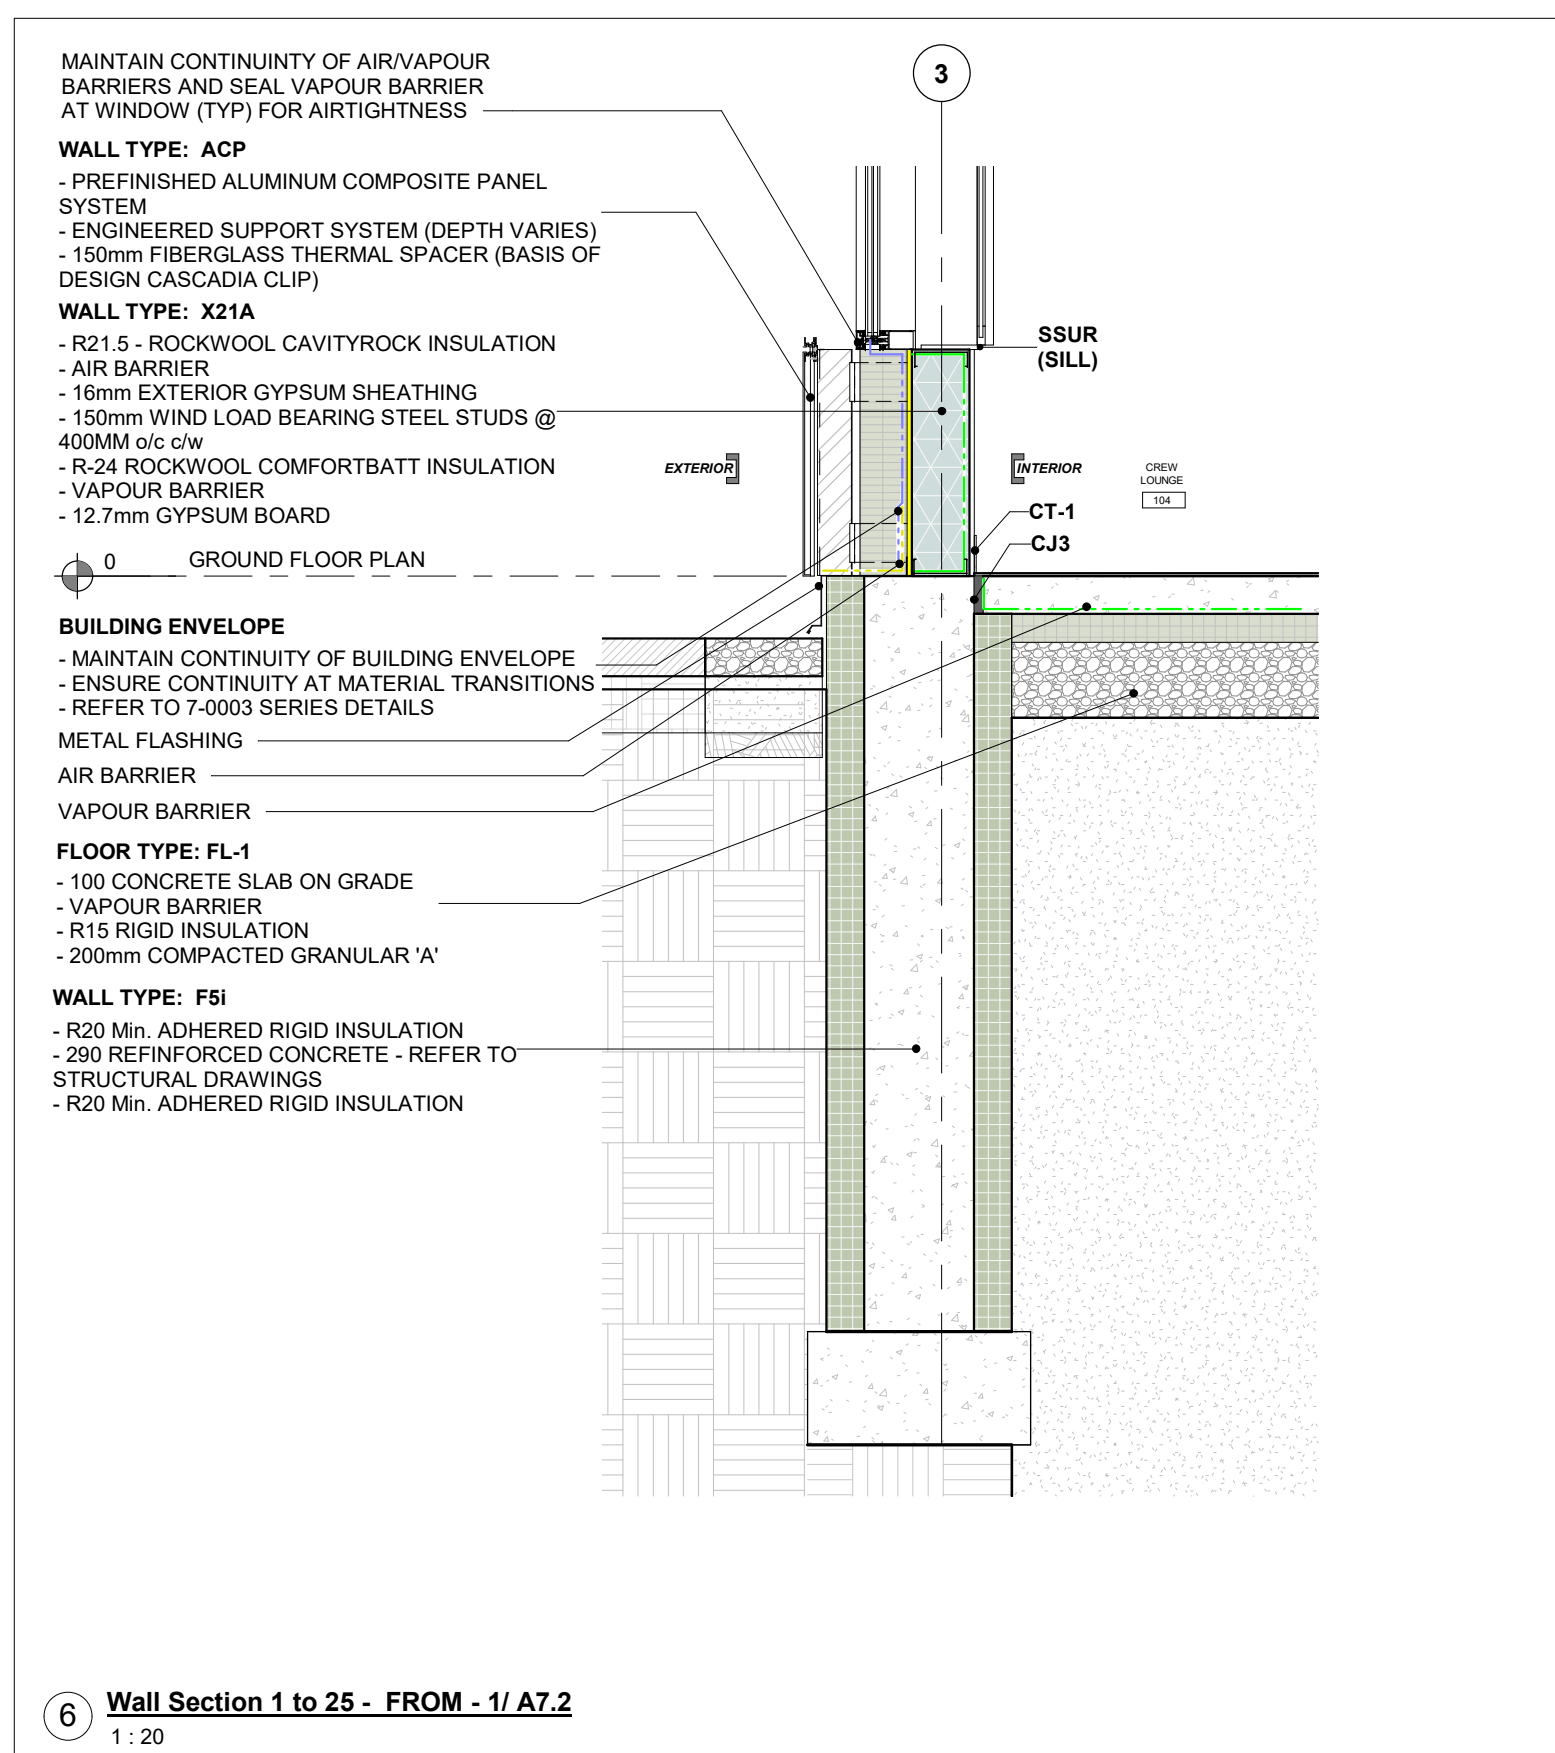 MAINTAIN CONTINUINTY OF AIR/VAPOUR
BARRIERS AND SEAL VAPOUR BARRIER
AT WINDOW (TYP) FOR AIRTIGHTNESS
3
WALL TYPE:  ACP
- PREFINISHED ALUMINUM COMPOSITE PANEL
SYSTEM
- ENGINEERED SUPPORT SYSTEM (DEPTH VARIES)
- 150mm FIBERGLASS THERMAL SPACER (BASIS OF
DESIGN CASCADIA CLIP)
WALL TYPE:  X21A
- R21.5 - ROCKWOOL CAVITYROCK INSULATION
- AIR BARRIER
- 16mm EXTERIOR GYPSUM SHEATHING
- 150mm WIND LOAD BEARING STEEL STUDS @
400MM o/c c/w
- R-24 ROCKWOOL COMFORTBATT INSULATION
- VAPOUR BARRIER
- 12.7mm GYPSUM BOARD
SSUR
(SILL)
EXTERIOR
INTERIOR
CREW
LOUNGE
104
CT-1
CJ3
0
GROUND FLOOR PLAN
BUILDING ENVELOPE
- MAINTAIN CONTINUITY OF BUILDING ENVELOPE
- ENSURE CONTINUITY AT MATERIAL TRANSITIONS
- REFER TO 7-0003 SERIES DETAILS
METAL FLASHING
AIR BARRIER
VAPOUR BARRIER
FLOOR TYPE: FL-1
- 100 CONCRETE SLAB ON GRADE
- VAPOUR BARRIER
- R15 RIGID INSULATION
- 200mm COMPACTED GRANULAR 'A'
WALL TYPE:  F5i
- R20 Min. ADHERED RIGID INSULATION
- 290 REFINFORCED CONCRETE - REFER TO
STRUCTURAL DRAWINGS
- R20 Min. ADHERED RIGID INSULATION
6
Wall Section 1 to 25 -  FROM - 1/ A7.2
1 : 20